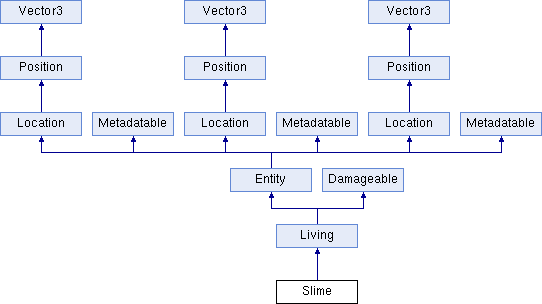 Vector3 Vector3 Vector3
Position Position Position
Location Metadatable Location Metadatable Location Metadatable
Entity Damageable
Living
Slime